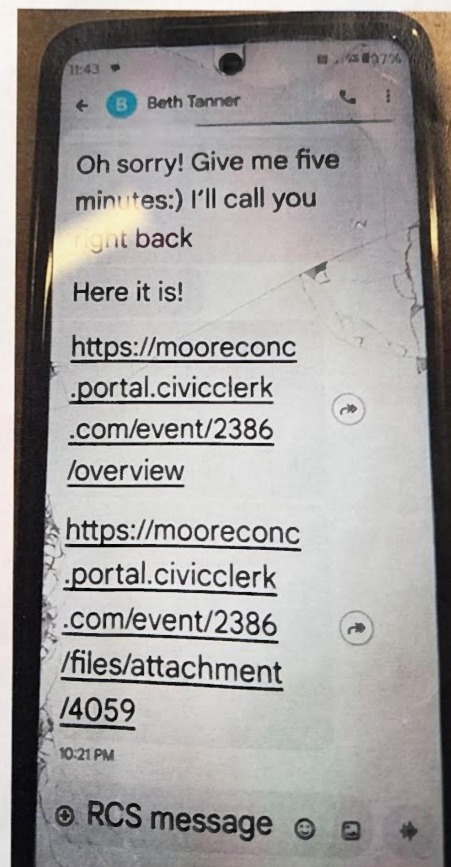 11:43
B Beth Tanner
Oh sorry! Give me five
minutes:) I'll call you
right back
Here it is!
https://mooreconc
.portal.civicclerk
.com/event/2386
/overview
https://mooreconc
.portal.civicclerk
.com/event/2386
/files/attachment
/4059
10:21 PM
RCS message